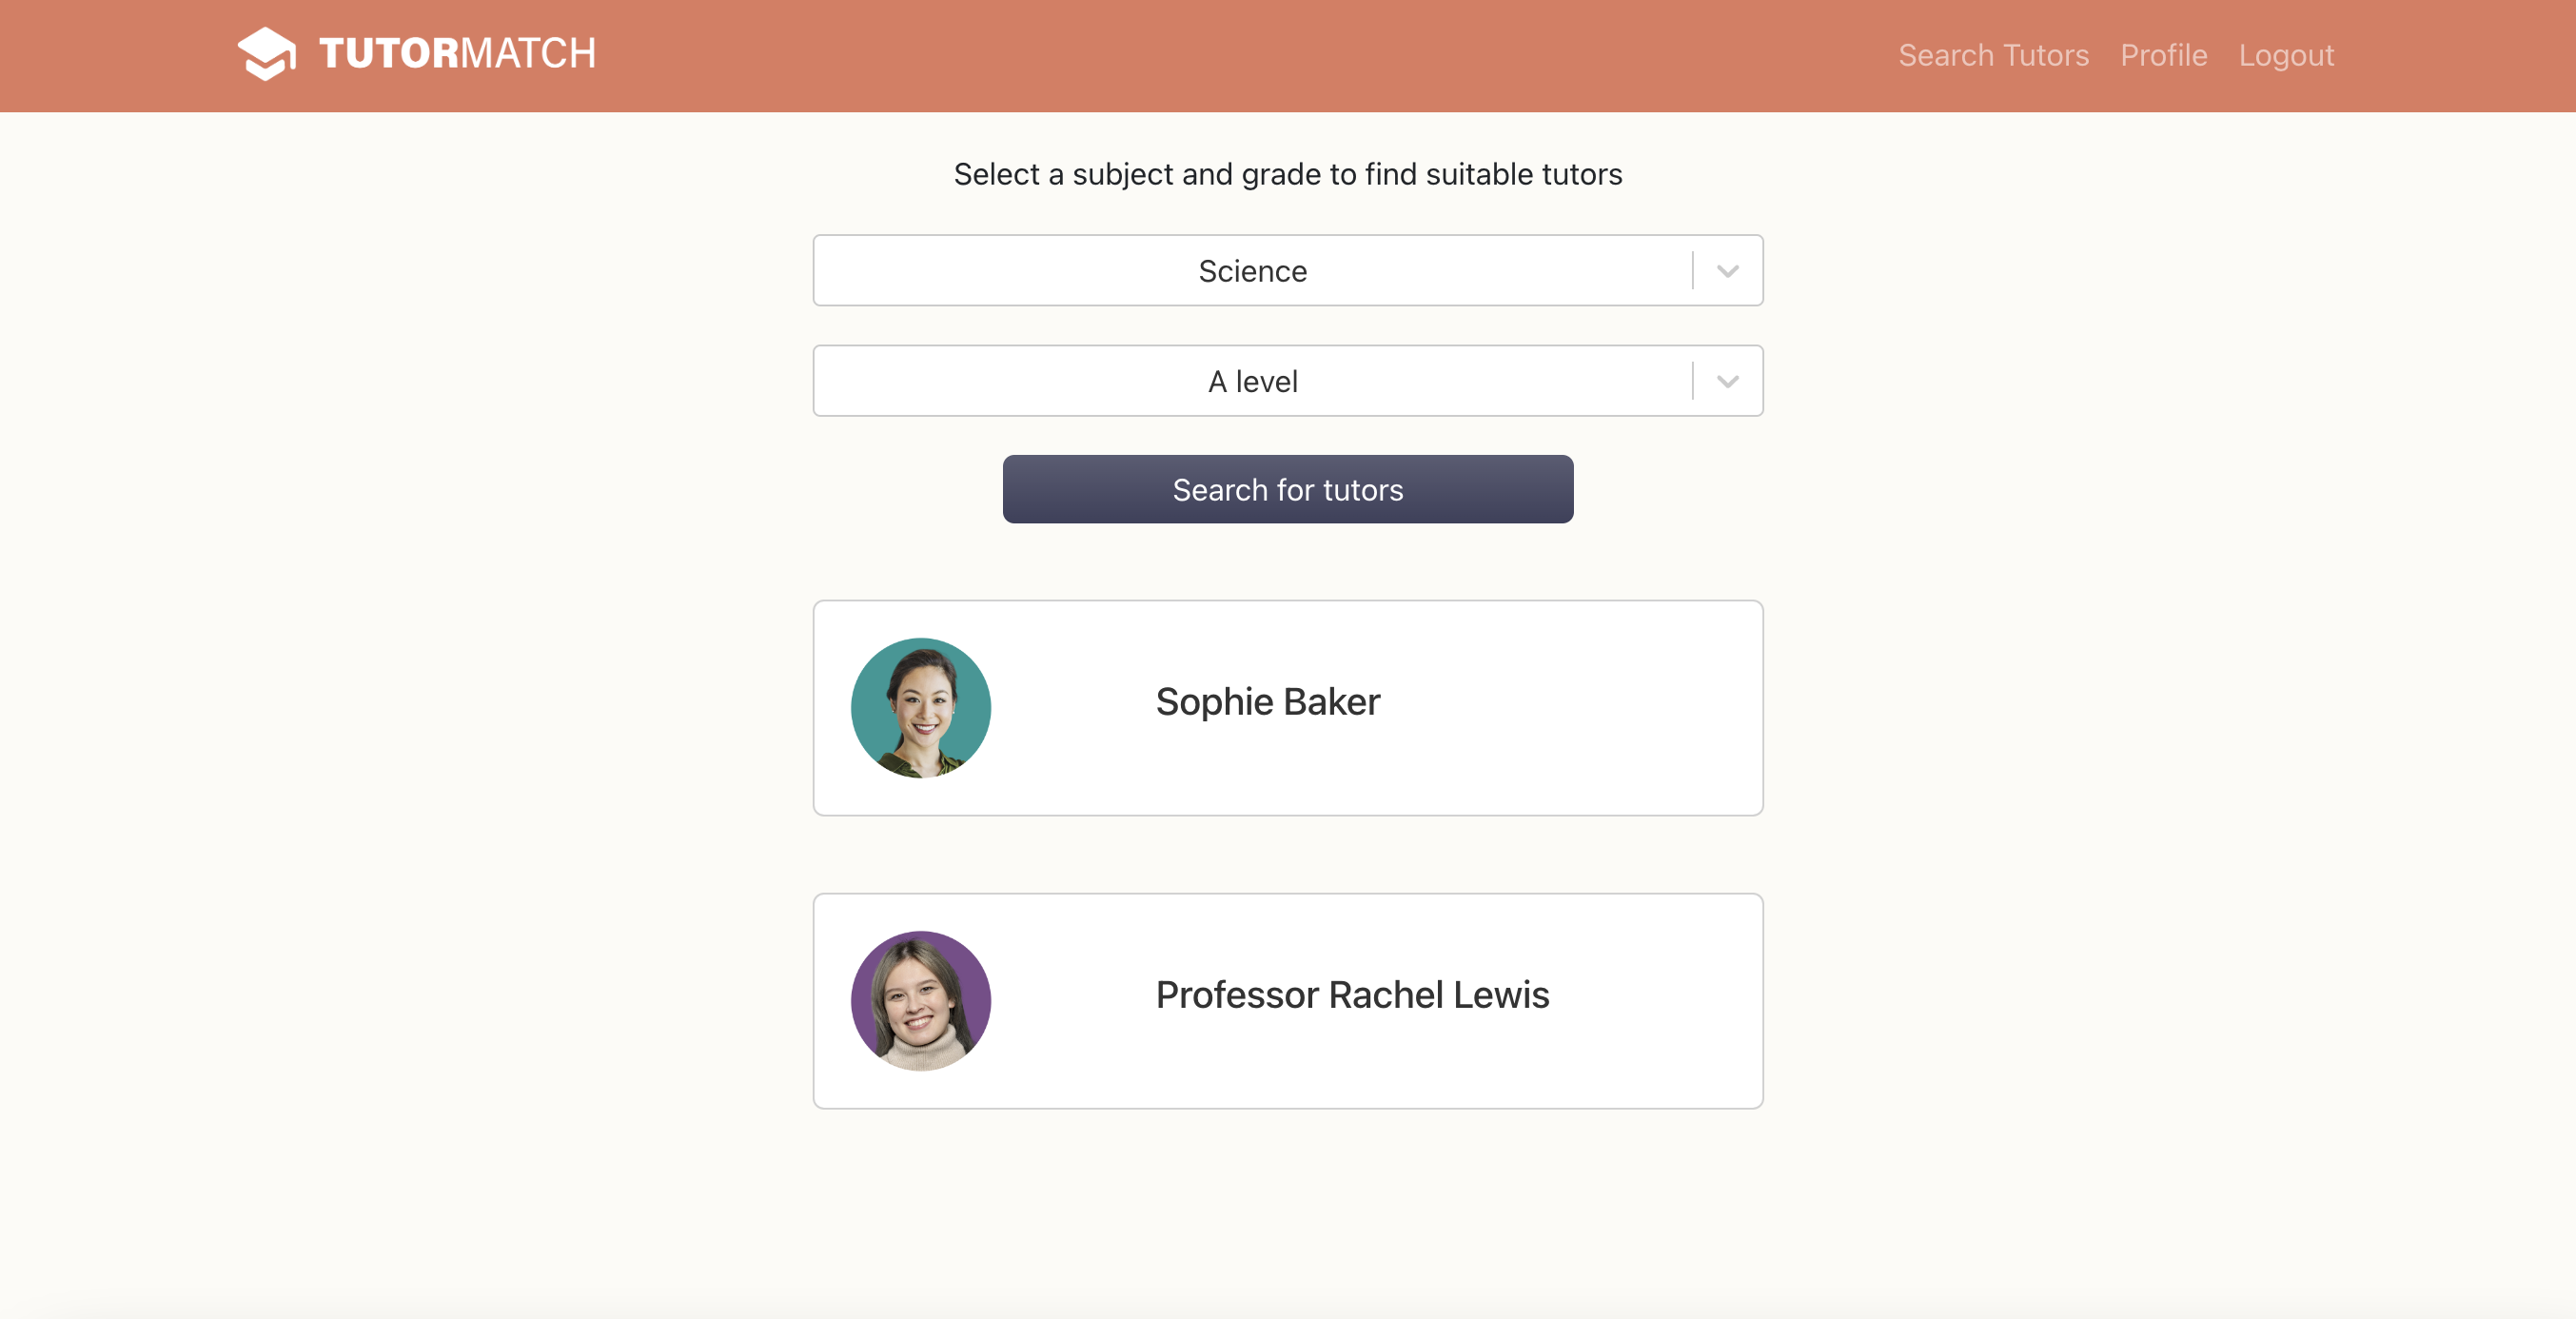 TUTORMATCH
Search Tutors Profile Logout
Select a subject and grade to find suitable tutors
Science
A level
Search for tutors
Sophie Baker
Professor Rachel Lewis